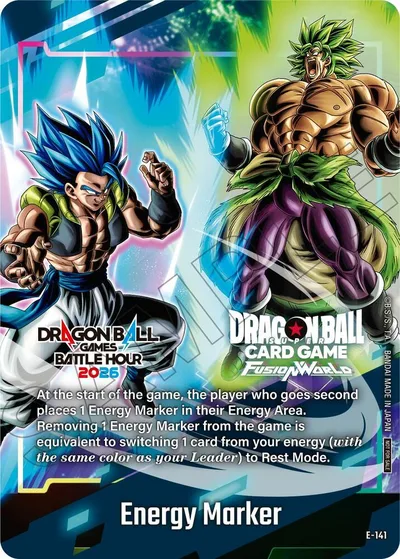 DRAGON BALL
GAMES
BATTLE HOUR
2026
DRAGON BALL
SUPER
CARD GAME
FUSION WORLD
At the start of the game, the player who goes second
places 1 Energy Marker in their Energy Area.
Removing 1 Energy Marker from the game is
equivalent to switching 1 card from your energy (with
the same color as your Leader) to Rest Mode.
Energy Marker
E-141
©B.S./S., T.A. BANDAI MADE IN JAPAN
NOT FOR SALE